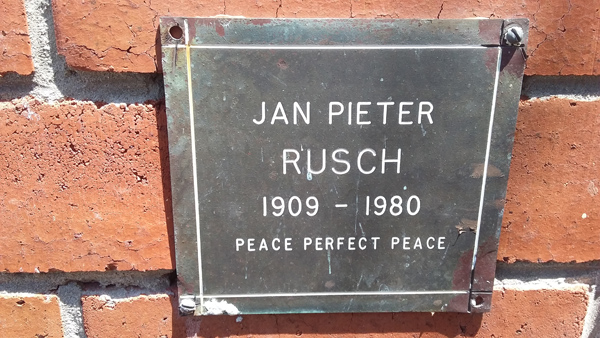 JAN PIETER
RUSCH
1909 - 1980
PEACE PERFECT PEACE